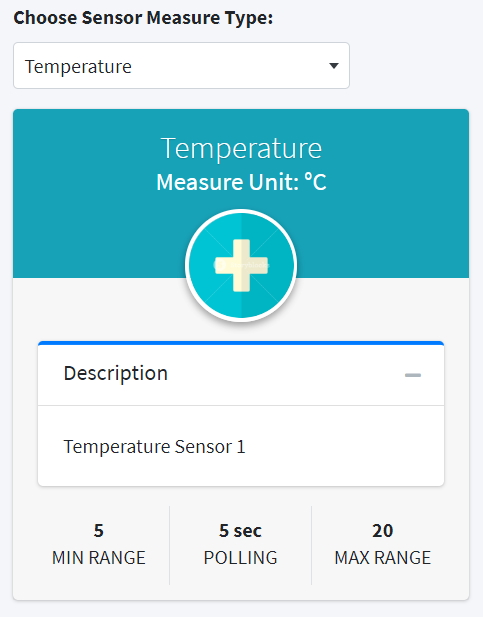 Choose Sensor Measure Type:
Temperature
Temperature
Measure Unit: °C
Description
Temperature Sensor 1
5 5 sec 20
MIN RANGE POLLING MAX RANGE